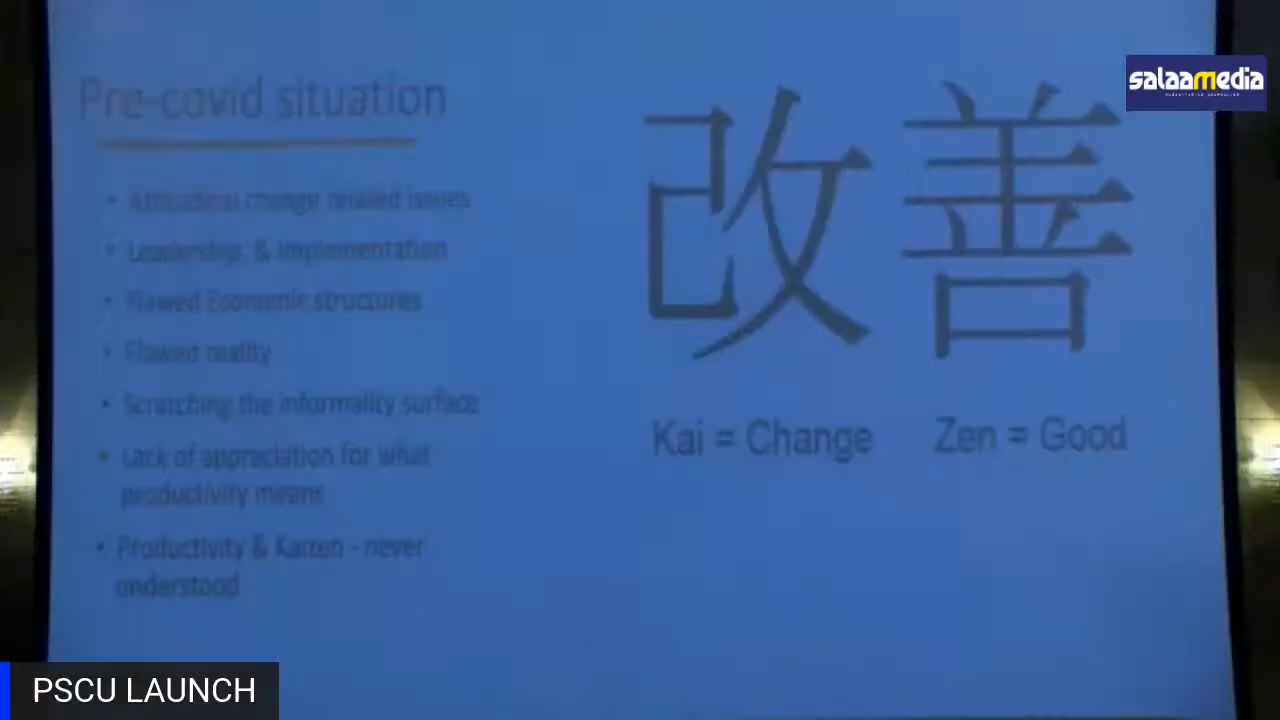 Pre-covid situation
• Attitudinal change related issues
• Leadership & Implementation
• Flawed Economic structures
• Flawed reality
• Scratching the informality surface
• Lack of appreciation for what
productivity means
• Productivity & Kaizen - never
understood
改善
Kai = Change Zen = Good
salaamedia
PSCU LAUNCH